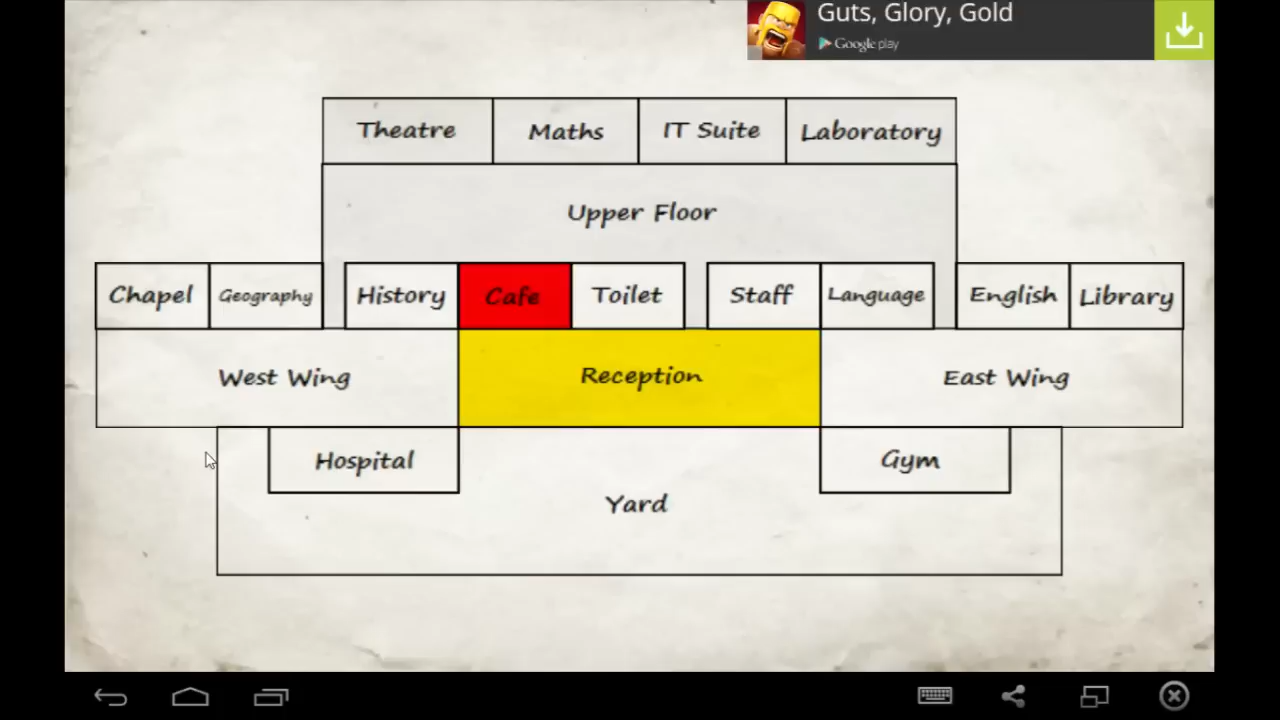 Guts, Glory, Gold
Google play
Theatre Maths IT Suite Laboratory
Upper Floor
Chapel Geography History Cafe Toilet Staff Language English Library
West Wing Reception East Wing
Hospital Gym
Yard